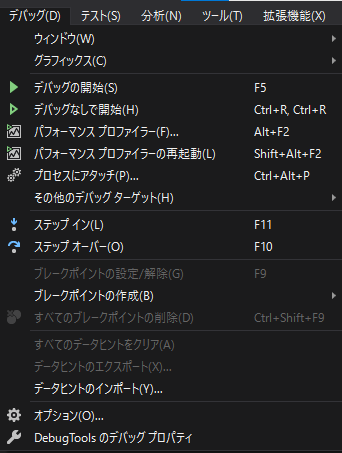 デバッグ(D) テスト(S) 分析(N) ツール(T) 拡張機能(X)
ウィンドウ(W)
グラフィックス(C)
デバッグの開始(S) F5
デバッグなしで開始(H) Ctrl+R, Ctrl+R
パフォーマンス プロファイラー(F)... Alt+F2
パフォーマンス プロファイラーの再起動(L) Shift+Alt+F2
プロセスにアタッチ(P)... Ctrl+Alt+P
その他のデバッグ ターゲット(H)
ステップ イン(L) F11
ステップ オーバー(O) F10
ブレークポイントの設定/解除(G) F9
ブレークポイントの作成(B)
すべてのブレークポイントの削除(D) Ctrl+Shift+F9
すべてのデータヒントをクリア(A)
データヒントのエクスポート(X)...
データヒントのインポート(Y)...
オプション(O)...
DebugTools のデバッグ プロパティ